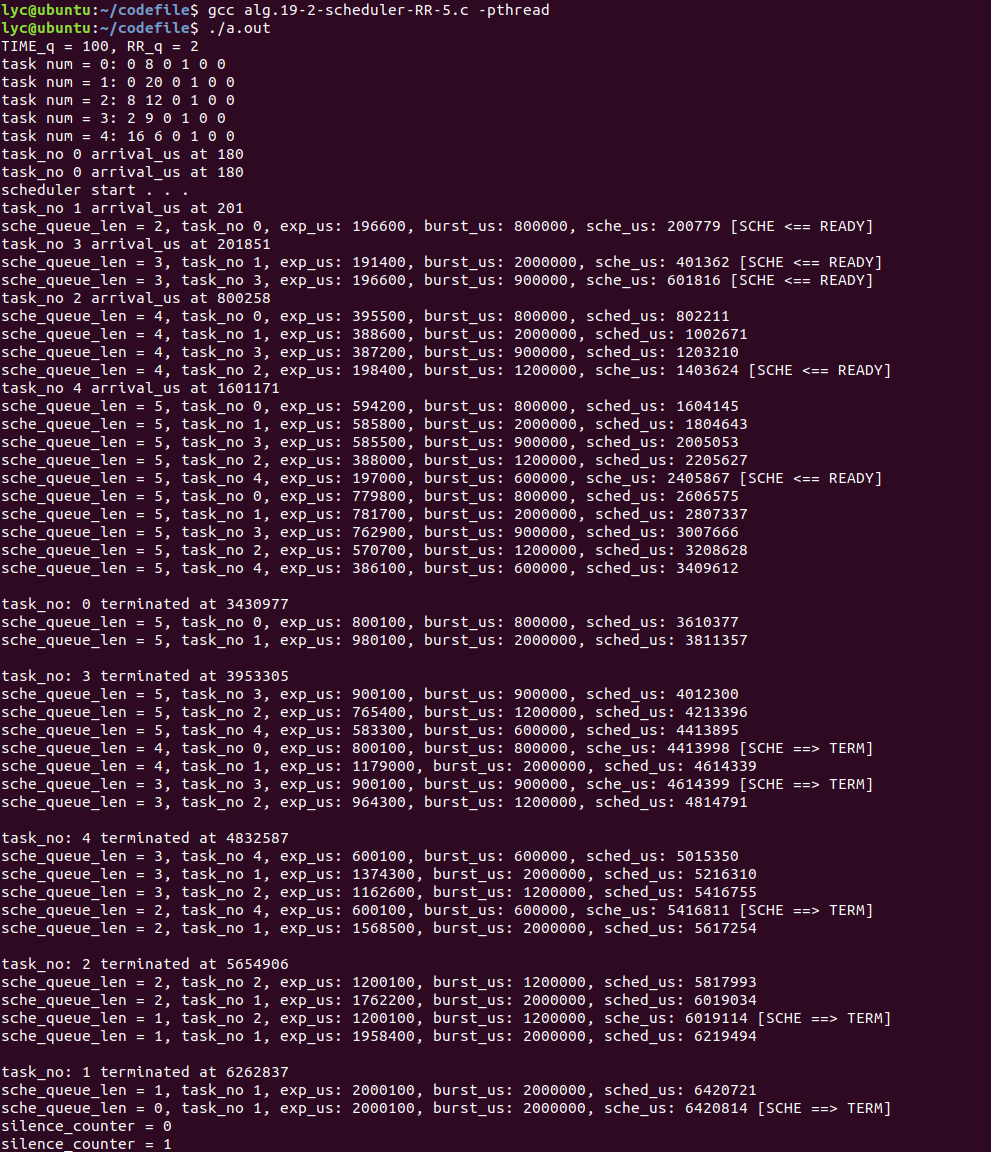 lyc@ubuntu:~/codefile$ gcc alg.19-2-scheduler-RR-5.c -pthread
lyc@ubuntu:~/codefile$ ./a.out
TIME_q = 100, RR_q = 2
task num = 0: 0 8 0 1 0 0
task num = 1: 0 20 0 1 0 0
task num = 2: 8 12 0 1 0 0
task num = 3: 2 9 0 1 0 0
task num = 4: 16 6 0 1 0 0
task_no 0 arrival_us at 180
task_no 0 arrival_us at 180
scheduler start . . .
task_no 1 arrival_us at 201
sche_queue_len = 2, task_no 0, exp_us: 196600, burst_us: 800000, sche_us: 200779 [SCHE <== READY]
task_no 3 arrival_us at 201851
sche_queue_len = 3, task_no 1, exp_us: 191400, burst_us: 2000000, sche_us: 401362 [SCHE <== READY]
sche_queue_len = 3, task_no 3, exp_us: 196600, burst_us: 900000, sche_us: 601816 [SCHE <== READY]
task_no 2 arrival_us at 800258
sche_queue_len = 4, task_no 0, exp_us: 395500, burst_us: 800000, sched_us: 802211
sche_queue_len = 4, task_no 1, exp_us: 388600, burst_us: 2000000, sched_us: 1002671
sche_queue_len = 4, task_no 3, exp_us: 387200, burst_us: 900000, sched_us: 1203210
sche_queue_len = 4, task_no 2, exp_us: 198400, burst_us: 1200000, sche_us: 1403624 [SCHE <== READY]
task_no 4 arrival_us at 1601171
sche_queue_len = 5, task_no 0, exp_us: 594200, burst_us: 800000, sched_us: 1604145
sche_queue_len = 5, task_no 1, exp_us: 585800, burst_us: 2000000, sched_us: 1804643
sche_queue_len = 5, task_no 3, exp_us: 585500, burst_us: 900000, sched_us: 2005053
sche_queue_len = 5, task_no 2, exp_us: 388000, burst_us: 1200000, sched_us: 2205627
sche_queue_len = 5, task_no 4, exp_us: 197000, burst_us: 600000, sche_us: 2405867 [SCHE <== READY]
sche_queue_len = 5, task_no 0, exp_us: 779800, burst_us: 800000, sched_us: 2606575
sche_queue_len = 5, task_no 1, exp_us: 781700, burst_us: 2000000, sched_us: 2807337
sche_queue_len = 5, task_no 3, exp_us: 762900, burst_us: 900000, sched_us: 3007666
sche_queue_len = 5, task_no 2, exp_us: 570700, burst_us: 1200000, sched_us: 3208628
sche_queue_len = 5, task_no 4, exp_us: 386100, burst_us: 600000, sched_us: 3409612
task_no: 0 terminated at 3430977
sche_queue_len = 5, task_no 0, exp_us: 800100, burst_us: 800000, sched_us: 3610377
sche_queue_len = 5, task_no 1, exp_us: 980100, burst_us: 2000000, sched_us: 3811357
task_no: 3 terminated at 3953305
sche_queue_len = 5, task_no 3, exp_us: 900100, burst_us: 900000, sched_us: 4012300
sche_queue_len = 5, task_no 2, exp_us: 765400, burst_us: 1200000, sched_us: 4213396
sche_queue_len = 5, task_no 4, exp_us: 583300, burst_us: 600000, sched_us: 4413895
sche_queue_len = 4, task_no 0, exp_us: 800100, burst_us: 800000, sche_us: 4413998 [SCHE ==> TERM]
sche_queue_len = 4, task_no 1, exp_us: 1179000, burst_us: 2000000, sched_us: 4614339
sche_queue_len = 3, task_no 3, exp_us: 900100, burst_us: 900000, sche_us: 4614399 [SCHE ==> TERM]
sche_queue_len = 3, task_no 2, exp_us: 964300, burst_us: 1200000, sched_us: 4814791
task_no: 4 terminated at 4832587
sche_queue_len = 3, task_no 4, exp_us: 600100, burst_us: 600000, sched_us: 5015350
sche_queue_len = 3, task_no 1, exp_us: 1374300, burst_us: 2000000, sched_us: 5216310
sche_queue_len = 3, task_no 2, exp_us: 1162600, burst_us: 1200000, sched_us: 5416755
sche_queue_len = 2, task_no 4, exp_us: 600100, burst_us: 600000, sche_us: 5416811 [SCHE ==> TERM]
sche_queue_len = 2, task_no 1, exp_us: 1568500, burst_us: 2000000, sched_us: 5617254
task_no: 2 terminated at 5654906
sche_queue_len = 2, task_no 2, exp_us: 1200100, burst_us: 1200000, sched_us: 5817993
sche_queue_len = 2, task_no 1, exp_us: 1762200, burst_us: 2000000, sched_us: 6019034
sche_queue_len = 1, task_no 2, exp_us: 1200100, burst_us: 1200000, sche_us: 6019114 [SCHE ==> TERM]
sche_queue_len = 1, task_no 1, exp_us: 1958400, burst_us: 2000000, sched_us: 6219494
task_no: 1 terminated at 6262837
sche_queue_len = 1, task_no 1, exp_us: 2000100, burst_us: 2000000, sched_us: 6420721
sche_queue_len = 0, task_no 1, exp_us: 2000100, burst_us: 2000000, sche_us: 6420814 [SCHE ==> TERM]
silence_counter = 0
silence_counter = 1